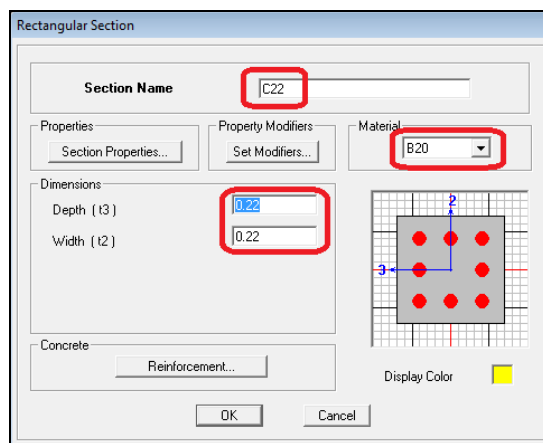 Rectangular Section
Section Name C22
Properties Property Modifiers Material
Section Properties... Set Modifiers... B20
Dimensions
Depth ( t3 ) 0.22
Width ( t2 ) 0.22
2
3
Concrete
Reinforcement...
Display Color
OK Cancel